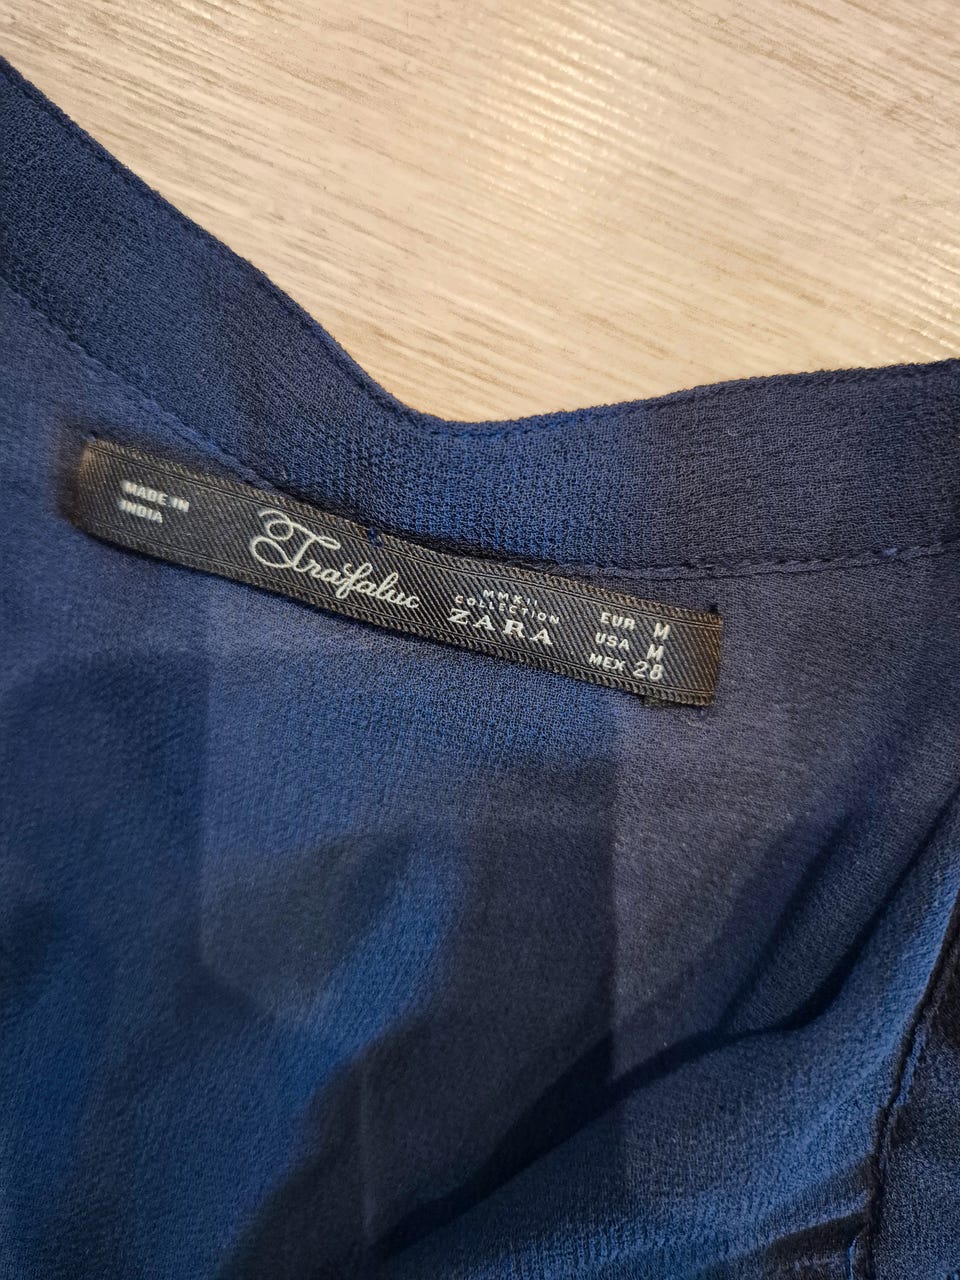 MADE IN
INDIA
Trafaluc
MMXII
COLLECTION
ZARA
EUR M
USA M
MEX 28